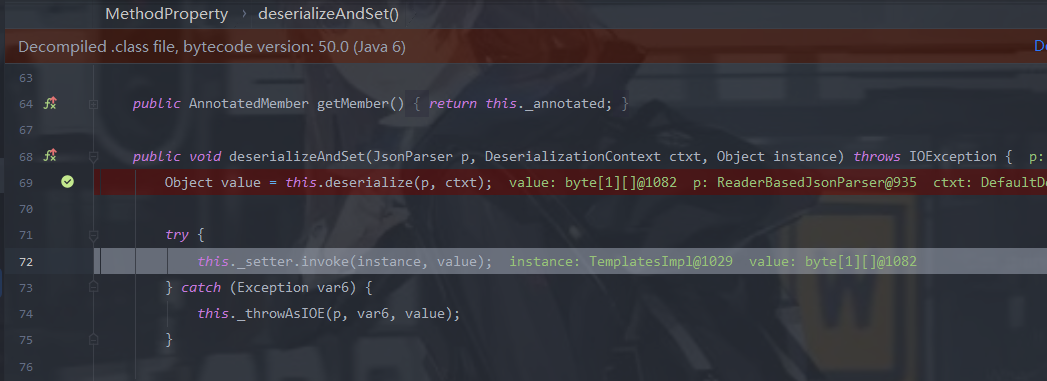 MethodProperty › deserializeAndSet()
Decompiled .class file, bytecode version: 50.0 (Java 6)
63
64 public AnnotatedMember getMember() { return this._annotated; }
67
68 public void deserializeAndSet(JsonParser p, DeserializationContext ctxt, Object instance) throws IOException { p:
69 Object value = this.deserialize(p, ctxt); value: byte[1][]@1082 p: ReaderBasedJsonParser@935 ctxt: DefaultDe
70
71 try {
72 this._setter.invoke(instance, value); instance: TemplatesImpl@1029 value: byte[1][]@1082
73 } catch (Exception var6) {
74 this._throwAsIOE(p, var6, value);
75 }
76